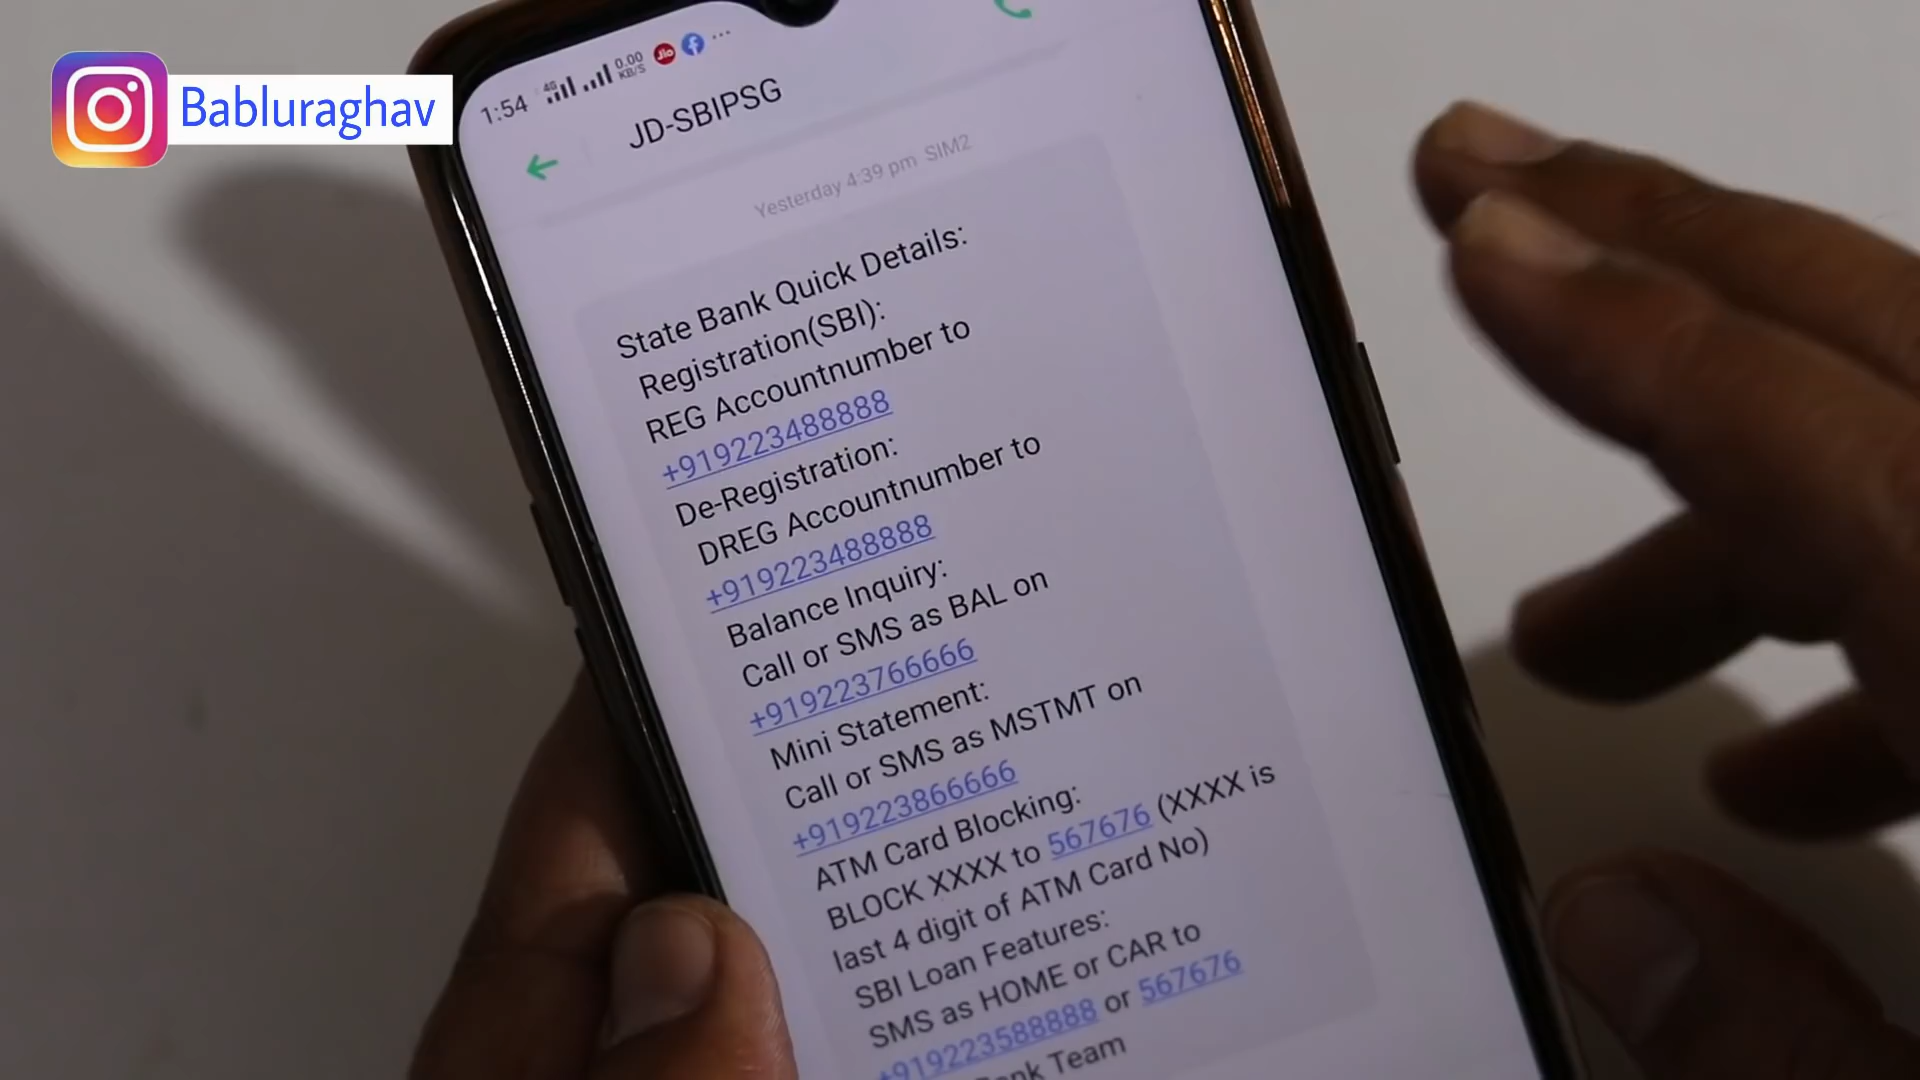 Babluraghav
1:54 4G 0.00 KB/S Jio f ...
JD-SBIPSG
Yesterday 4:39 pm SIM2
State Bank Quick Details:
Registration(SBI):
REG Accountnumber to
+919223488888
De-Registration:
DREG Accountnumber to
+919223488888
Balance Inquiry:
Call or SMS as BAL on
+919223766666
Mini Statement:
Call or SMS as MSTMT on
+919223866666
ATM Card Blocking:
BLOCK XXXX to 567676 (XXXX is
last 4 digit of ATM Card No)
SBI Loan Features:
SMS as HOME or CAR to
+919223588888 or 567676
Team